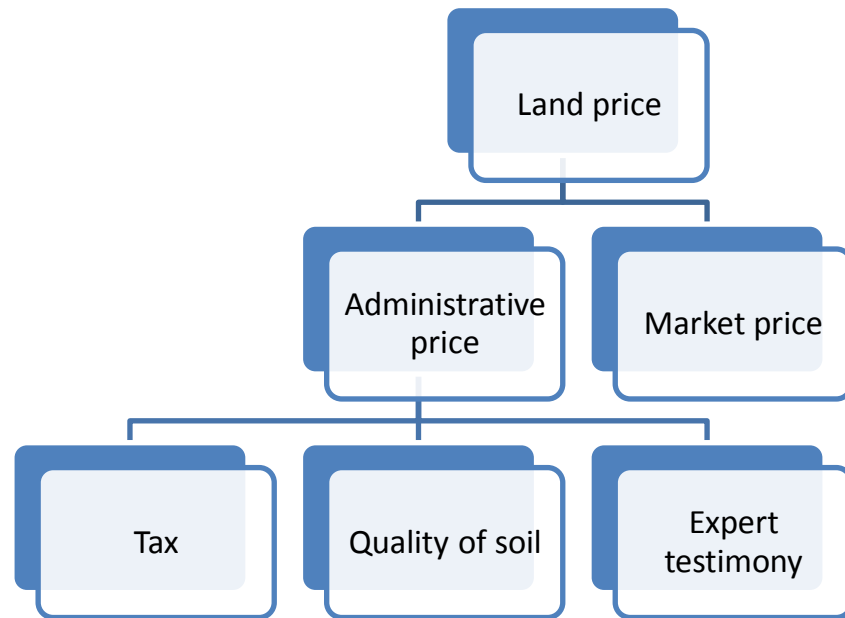 Land price
Administrative
price
Market price
Tax
Quality of soil
Expert
testimony